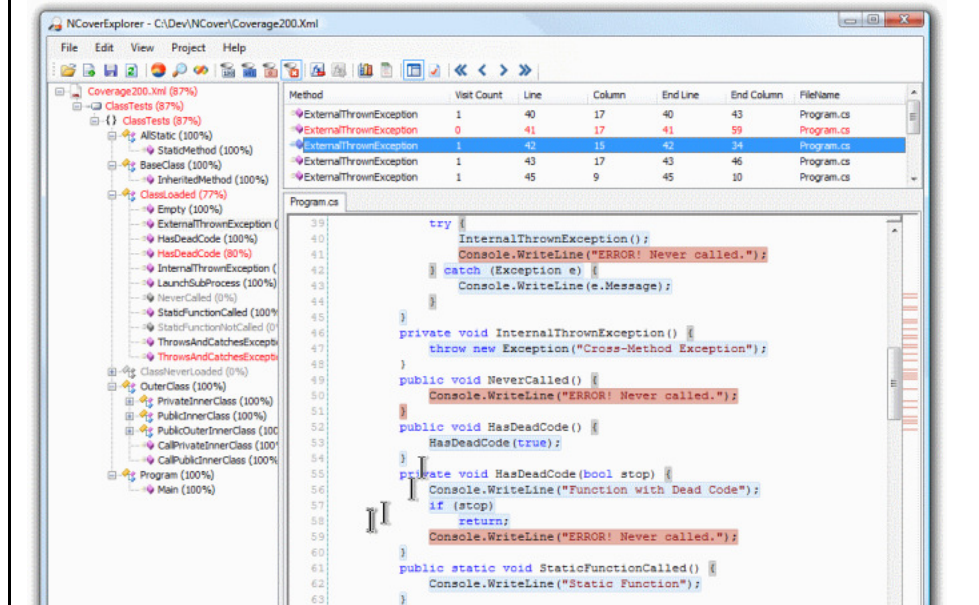 NCoverExplorer - C:\Dev\NCover\Coverage200.Xml
File Edit View Project Help
Coverage200.Xml (87%)
ClassTests (87%)
ClassTests (87%)
AllStatic (100%)
StaticMethod (100%)
BaseClass (100%)
InheritedMethod (100%)
ClassLoaded (77%)
Empty (100%)
ExternalThrownException (
HasDeadCode (100%)
HasDeadCode (80%)
InternalThrownException (
LaunchSubProcess (100%)
NeverCalled (0%)
StaticFunctionCalled (100%
StaticFunctionNotCalled (0
ThrowsAndCatchesExcepti
ThrowsAndCatchesExcepti
ClassNeverLoaded (0%)
OuterClass (100%)
PrivateInnerClass (100%)
PublicInnerClass (100%)
PublicOuterInnerClass (100
CallPrivateInnerClass (100
CallPublicInnerClass (100%
Program (100%)
Main (100%)
Method Visit Count Line Column End Line End Column FileName
ExternalThrownException 1 40 17 40 43 Program.cs
ExternalThrownException 0 41 17 41 59 Program.cs
ExternalThrownException 1 42 15 42 34 Program.cs
ExternalThrownException 1 43 17 43 46 Program.cs
ExternalThrownException 1 45 9 45 10 Program.cs
Program.cs
39 try {
40 InternalThrownException();
41 Console.WriteLine("ERROR! Never called.");
42 } catch (Exception e) {
43 Console.WriteLine(e.Message);
44 }
45 }
46 private void InternalThrownException() {
47 throw new Exception("Cross-Method Exception");
48 }
49 public void NeverCalled() {
50 Console.WriteLine("ERROR! Never called.");
51 }
52 public void HasDeadCode() {
53 HasDeadCode(true);
54 }
55 private void HasDeadCode(bool stop) {
56 Console.WriteLine("Function with Dead Code");
57 if (stop)
58 return;
59 Console.WriteLine("ERROR! Never called.");
60 }
61 public static void StaticFunctionCalled() {
62 Console.WriteLine("Static Function");
63 }